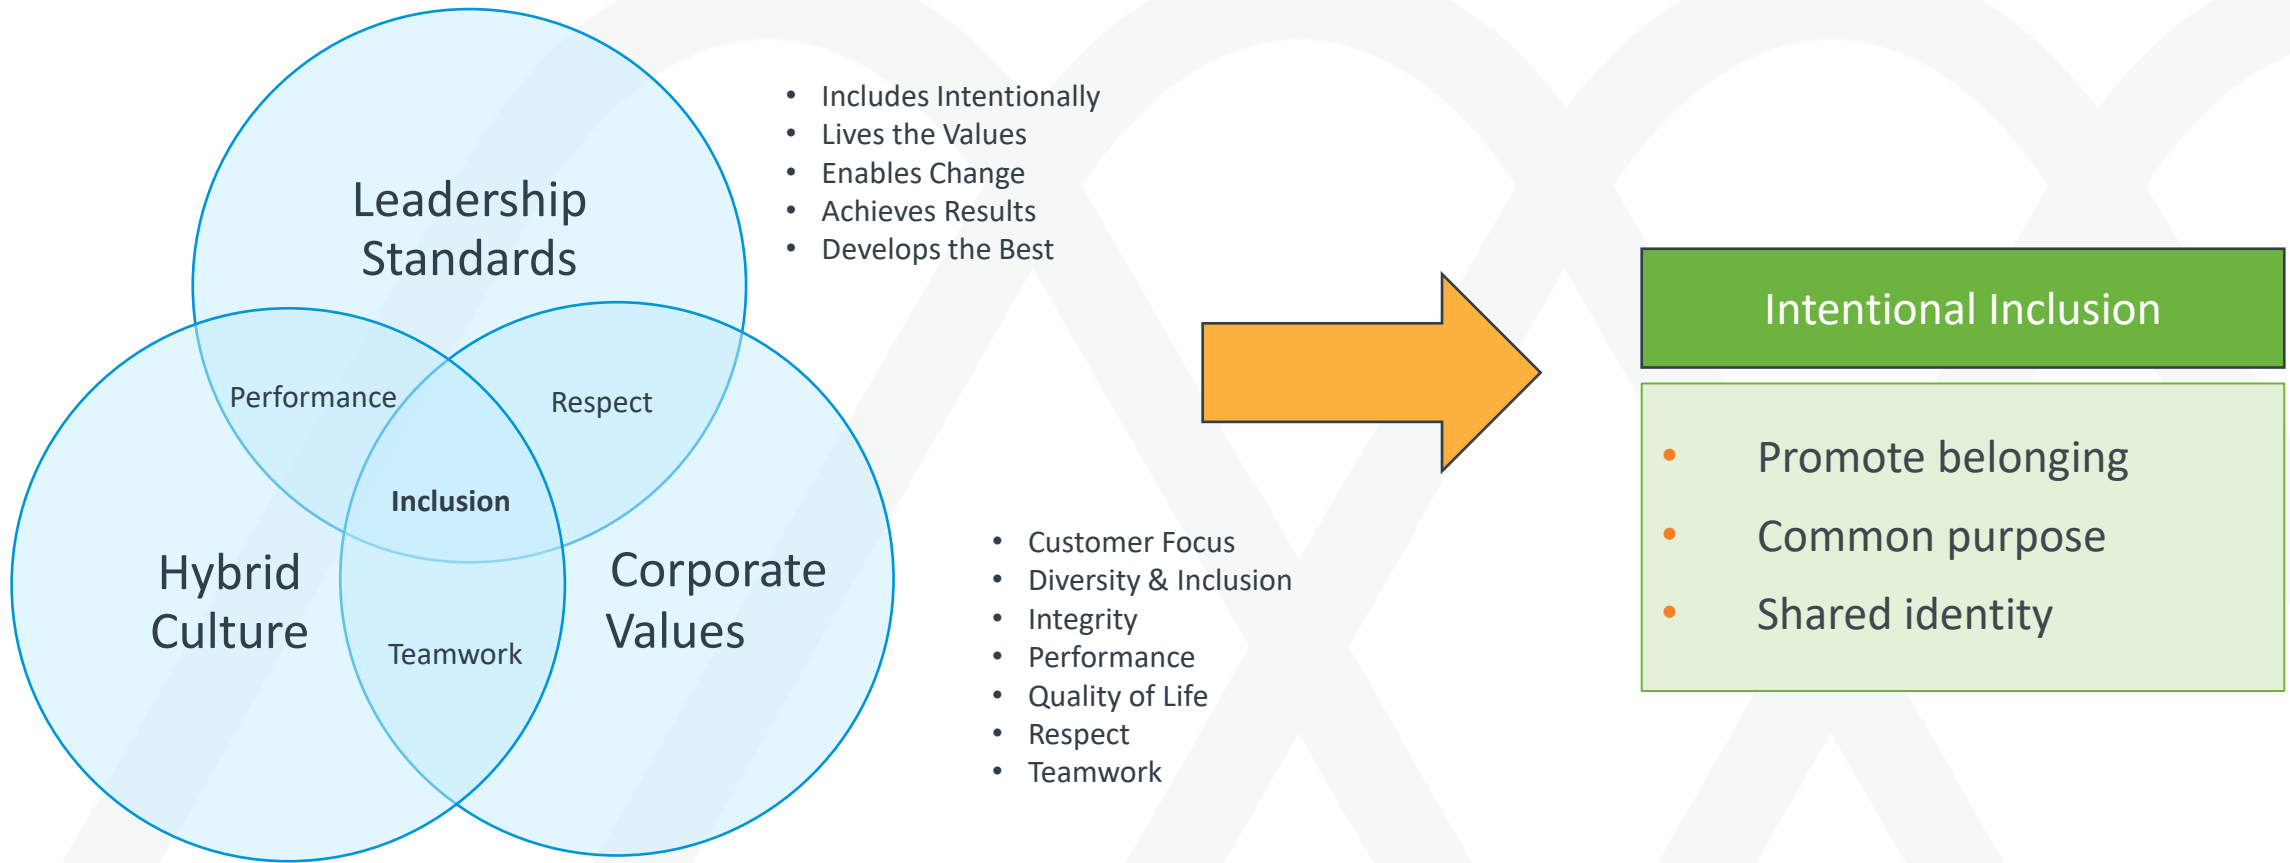 Leadership
Standards
Performance
Respect
Inclusion
Hybrid
Culture
Corporate
Values
Teamwork
• Includes Intentionally
• Lives the Values
• Enables Change
• Achieves Results
• Develops the Best
• Customer Focus
• Diversity & Inclusion
• Integrity
• Performance
• Quality of Life
• Respect
• Teamwork
Intentional Inclusion
• Promote belonging
• Common purpose
• Shared identity